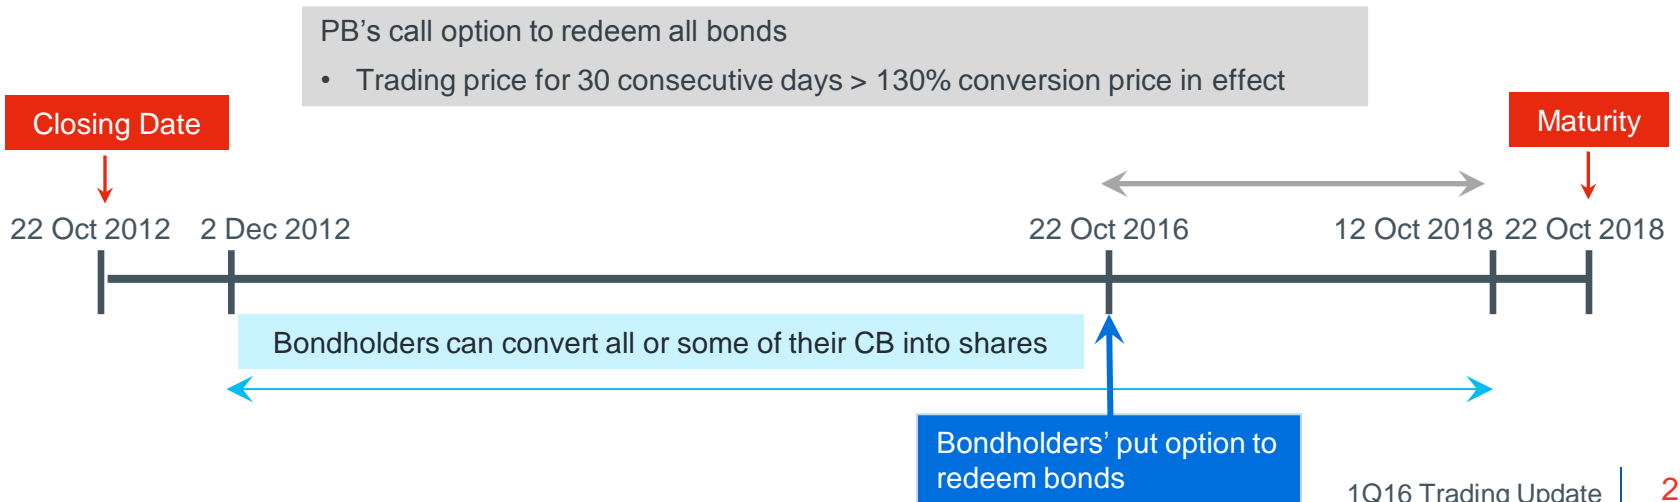 PB’s call option to redeem all bonds
• Trading price for 30 consecutive days > 130% conversion price in effect
Closing Date
Maturity
22 Oct 2012
2 Dec 2012
22 Oct 2016
12 Oct 2018
22 Oct 2018
Bondholders can convert all or some of their CB into shares
Bondholders’ put option to
redeem bonds
1Q16 Trading Update
2